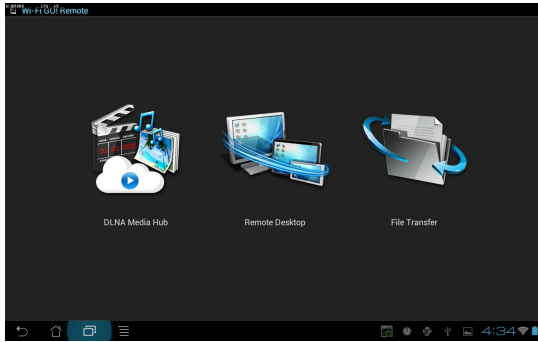 Wi-Fi GO! Remote
DLNA Media Hub
Remote Desktop
File Transfer
4:34